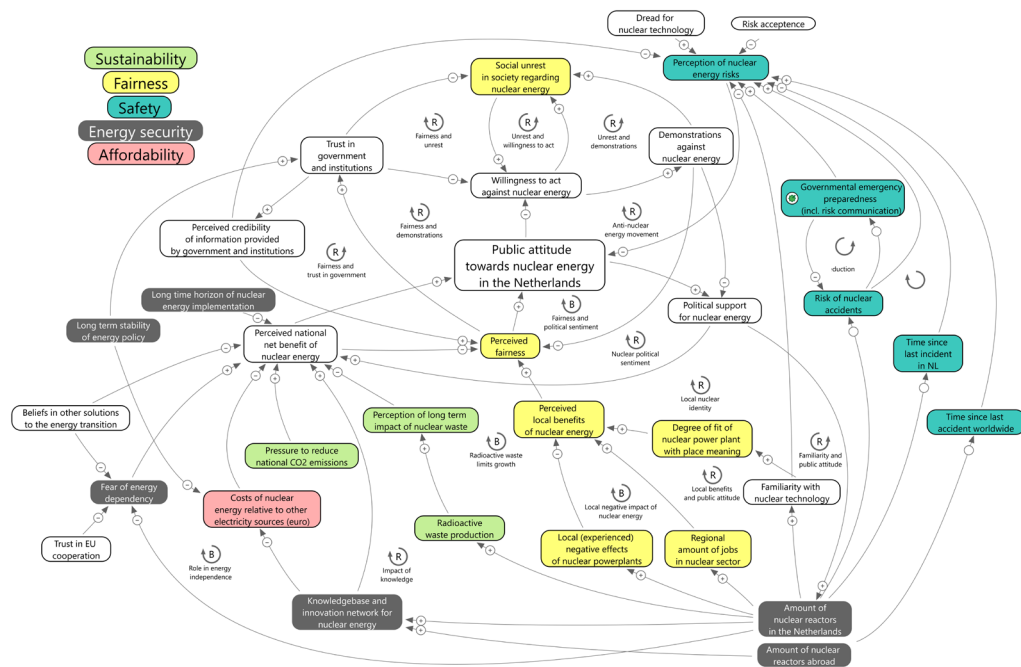 Dread for
nuclear technology
Risk acceptence
Sustainability
Fairness
Safety
Energy security
Affordability
Social unrest
in society regarding
nuclear energy
Perception of nuclear
energy risks
R
Fairness and
unrest
R
Unrest and
willingness to act
R
Unrest and
demonstrations
Trust in
government
and institutions
Demonstrations
against
nuclear energy
Willingness to act
against nuclear energy
Governmental emergency
preparedness
(incl. risk communication)
Perceived credibility
of information provided
by government and institutions
R
Fairness and
demonstrations
R
Anti-nuclear
energy movement
R
Fairness and
trust in government
Public attitude
towards nuclear energy
in the Netherlands
duction
Long time horizon of nuclear
energy implementation
B
Fairness and
political sentiment
Political support
for nuclear energy
Risk of nuclear
accidents
Long term stability
of energy policy
Perceived national
net benefit of
nuclear energy
Perceived
fairness
R
Nuclear political
sentiment
Time since
last incident
in NL
R
Local nuclear
identity
Beliefs in other solutions
to the energy transition
Perception of long term
impact of nuclear waste
Perceived
local benefits
of nuclear energy
Degree of fit of
nuclear power plant
with place meaning
Time since last
accident worldwide
Pressure to reduce
national CO2 emissions
B
Radioactive waste
limits growth
R
Familiarity and
public attitude
R
Local benefits
and public attitude
Fear of energy
dependency
Costs of nuclear
energy relative to other
electricity sources (euro)
B
Local negative impact of
nuclear energy
Familiarity with
nuclear technology
Radioactive
waste production
Local (experienced)
negative effects
of nuclear powerplants
Regional
amount of jobs
in nuclear sector
Trust in EU
cooperation
B
Role in energy
independence
R
Impact of
knowledge
Knowledgebase and
innovation network for
nuclear energy
Amount of
nuclear reactors
in the Netherlands
Amount of nuclear
reactors abroad